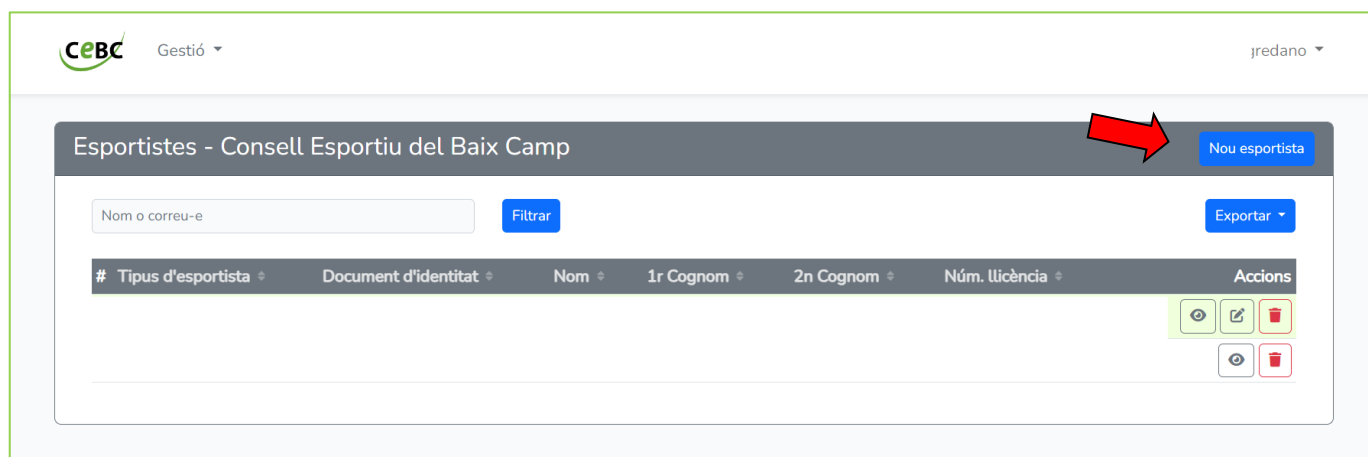 CEBC Gestió gredano
Esportistes - Consell Esportiu del Baix Camp Nou esportista
Nom o correu-e Filtrar Exportar
# Tipus d'esportista Document d'identitat Nom 1r Cognom 2n Cognom Núm. llicència Accions